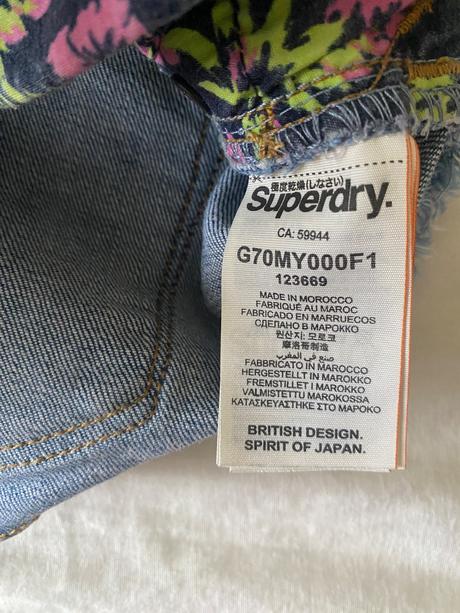 極度乾燥(しなさい)
Superdry.
CA: 59944
G70MY000F1
123669
MADE IN MOROCCO
FABRIQUÉ AU MAROC
FABRICADO EN MARRUECOS
СДЕЛАНО В МАРОККО
원산지: 모로코
摩洛哥制造
صنع في المغرب
FABBRICATO IN MAROCCO
HERGESTELLT IN MAROKKO
FREMSTILLET I MAROKKO
VALMISTETTU MAROKOSSA
ΚΑΤΑΣΚΕΥΑΣΤΗΚΕ ΣΤΟ ΜΑΡΟΚΟ
BRITISH DESIGN.
SPIRIT OF JAPAN.